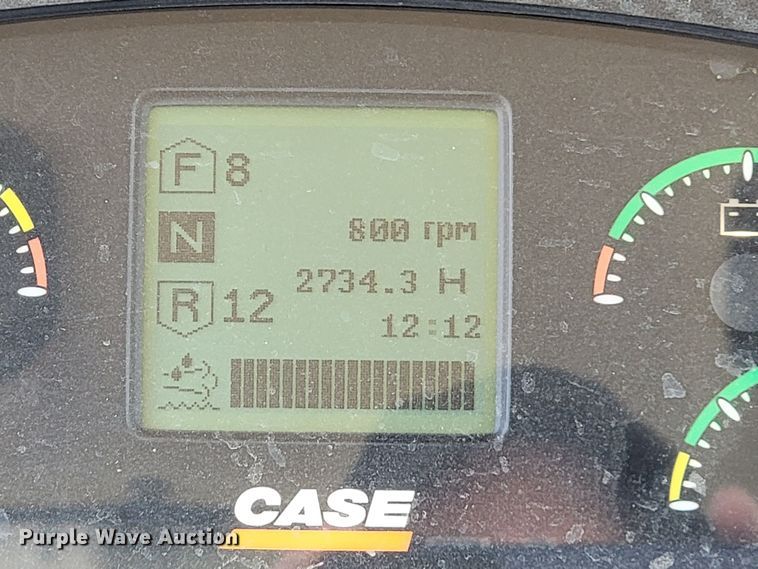 F 8
N
800 rpm
2734.3 H
R 12
12:12
CASE
Purple Wave Auction